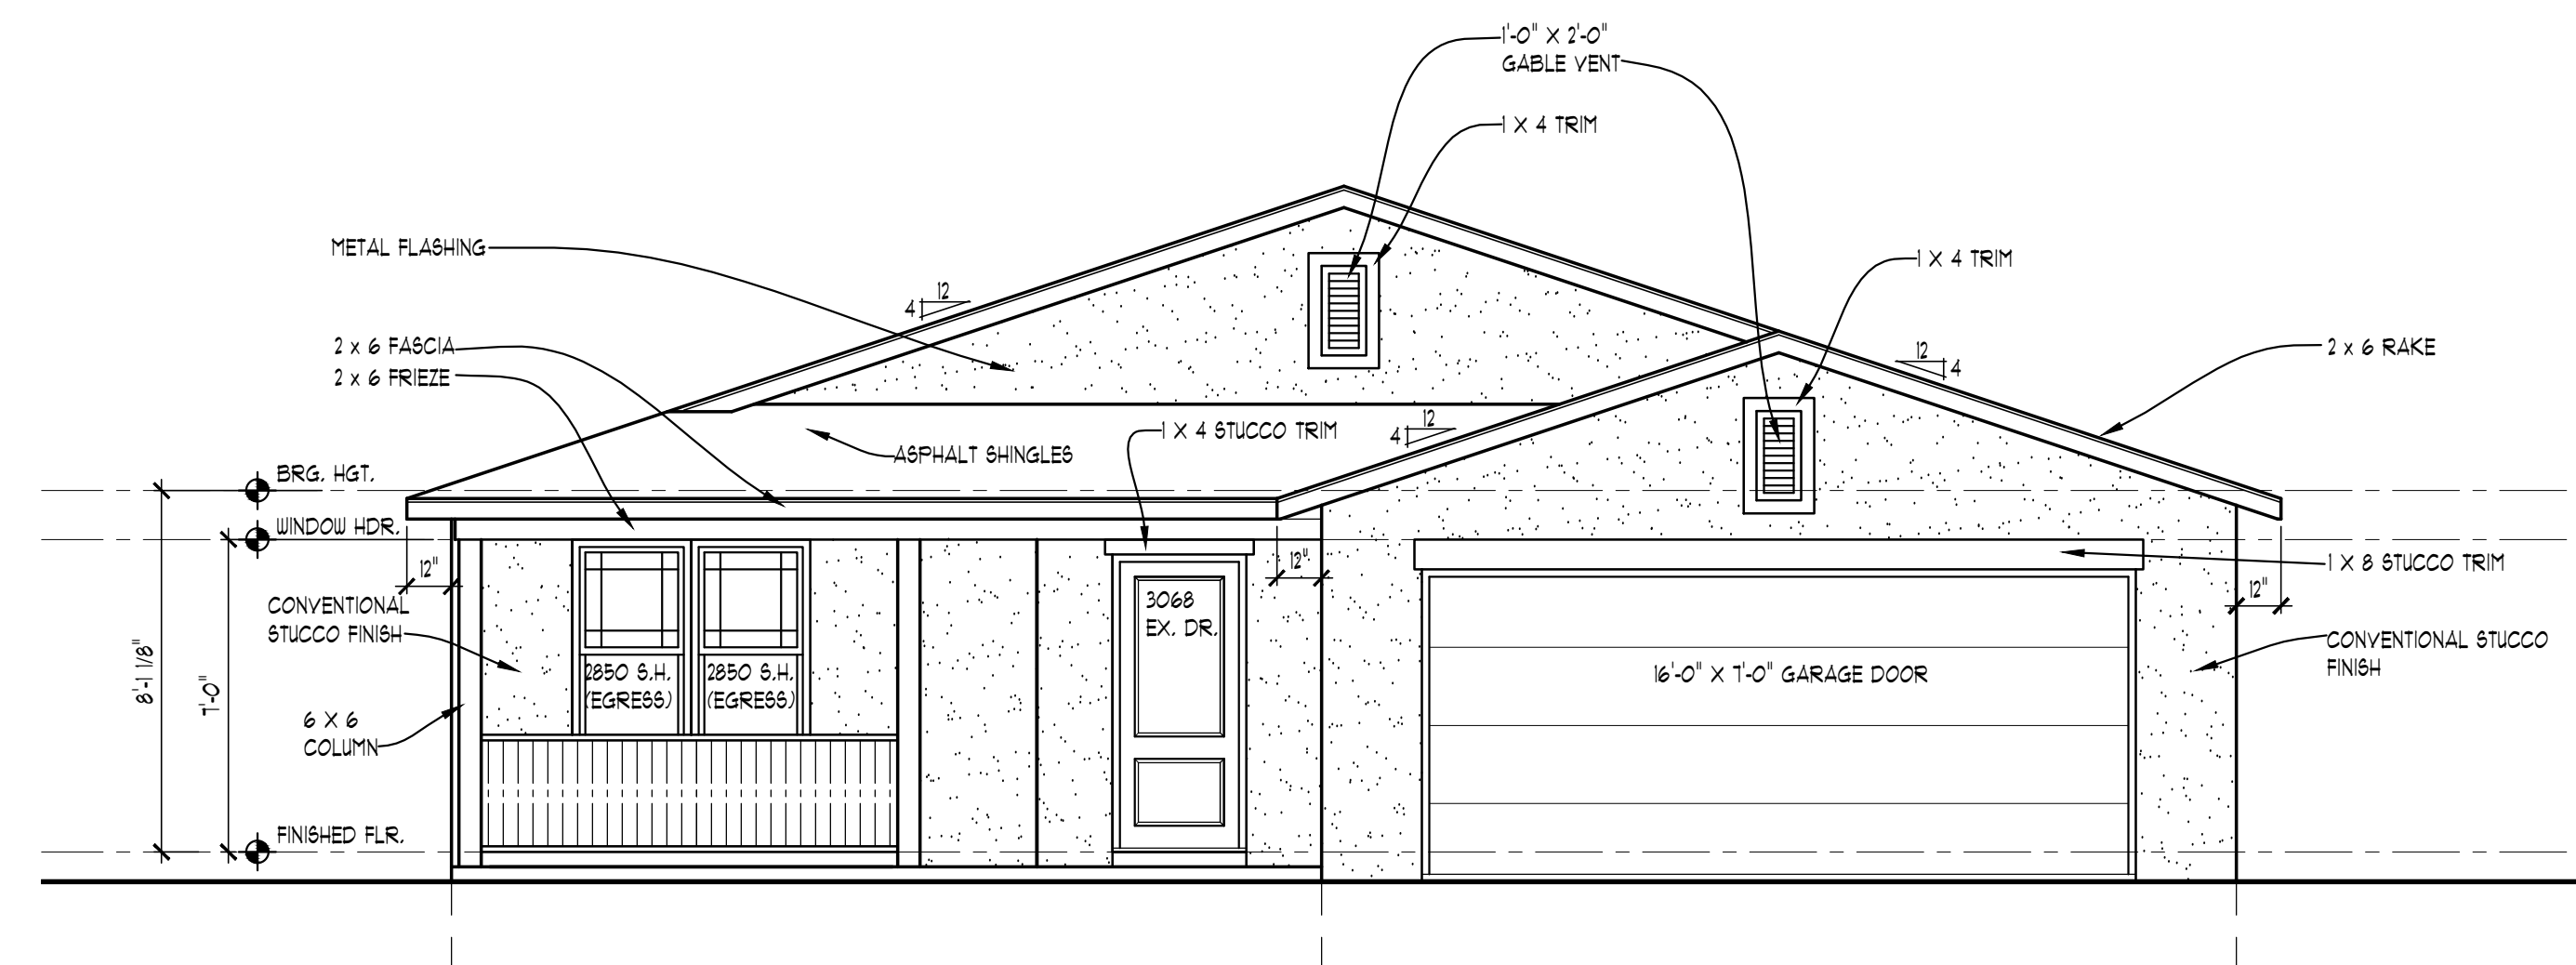 1'-0" X 2'-0"
GABLE VENT
1 X 4 TRIM
METAL FLASHING
1 X 4 TRIM
12
4
2 x 6 FASCIA
2 x 6 FRIEZE
12
4
2 x 6 RAKE
12
4
1 X 4 STUCCO TRIM
ASPHALT SHINGLES
BRG. HGT.
WINDOW HDR.
12"
12"
1 X 8 STUCCO TRIM
12"
CONVENTIONAL
STUCCO FINISH
3068
EX. DR.
CONVENTIONAL STUCCO
FINISH
8'-1 1/8"
7'-0"
2850 S.H.
(EGRESS)
2850 S.H.
(EGRESS)
16'-0" X 7'-0" GARAGE DOOR
6 X 6
COLUMN
FINISHED FLR.